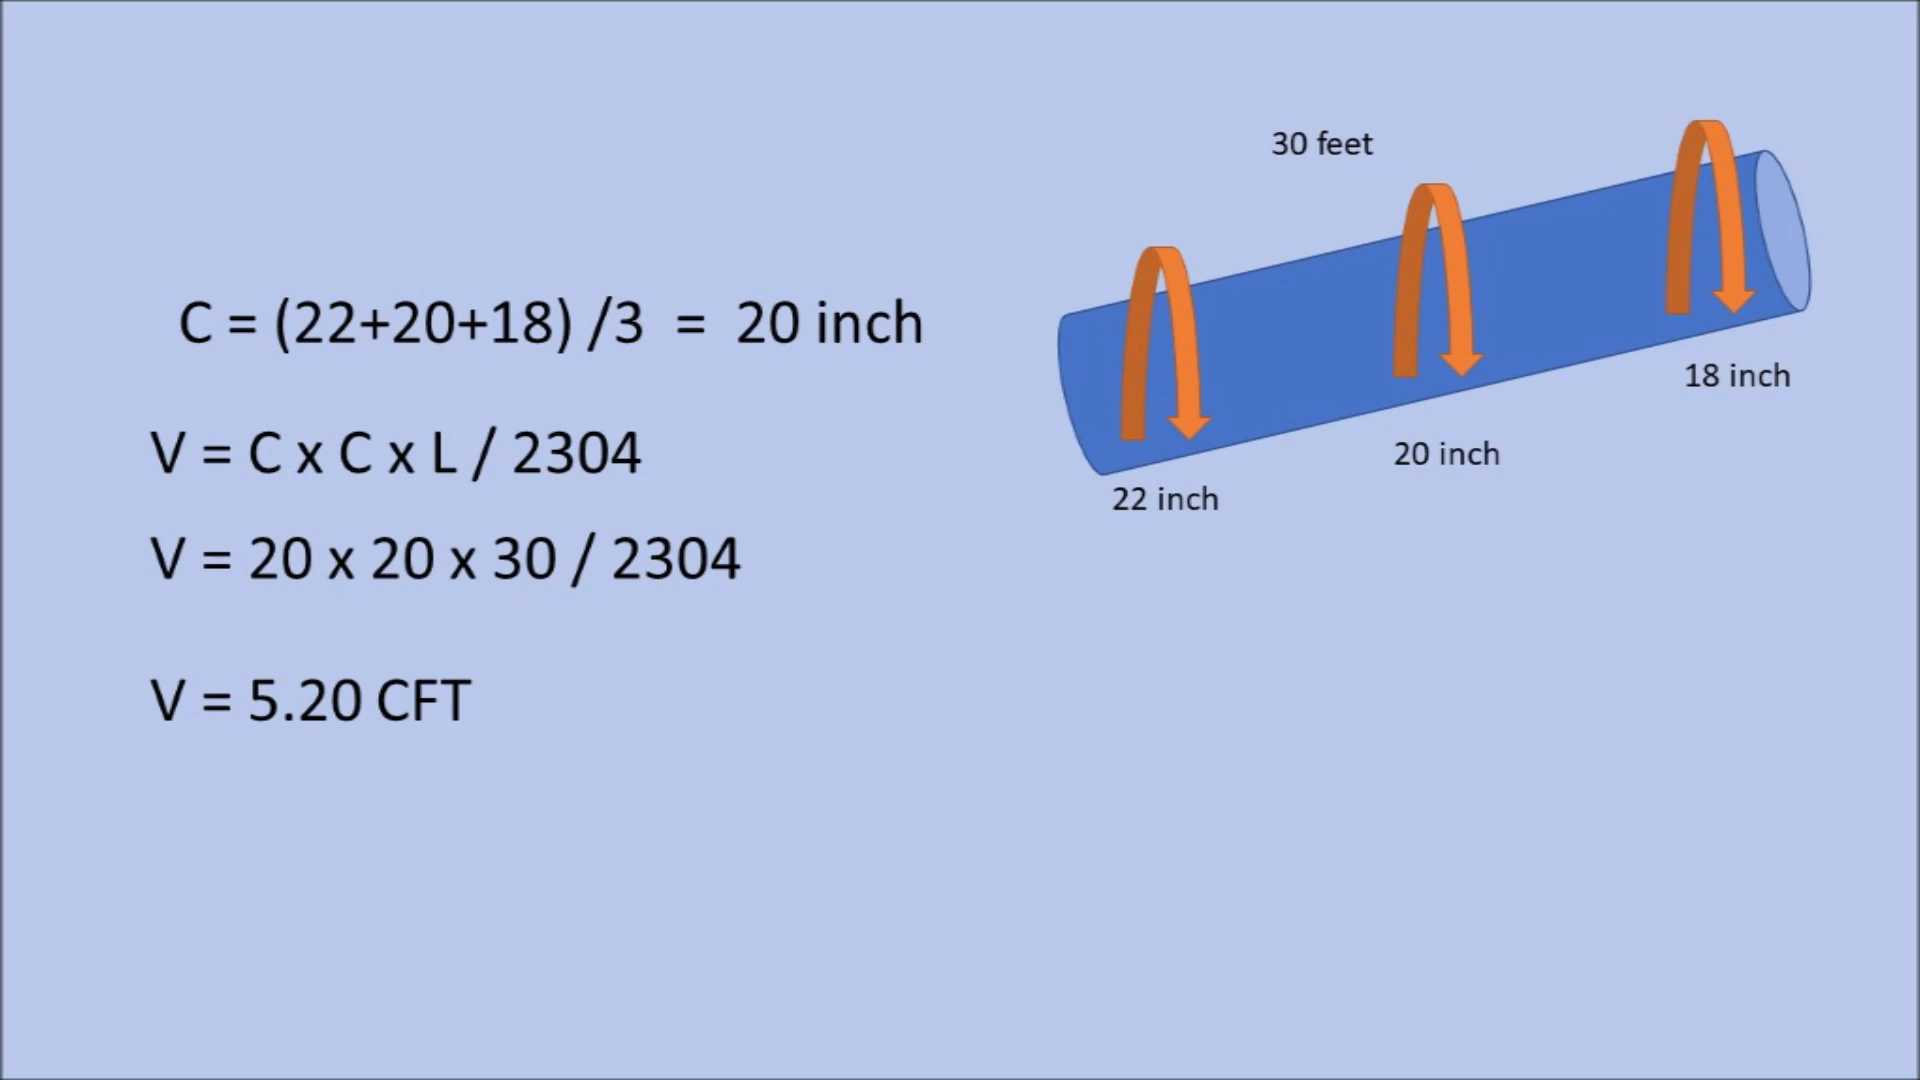 30 feet
C = (22+20+18) /3 = 20 inch
18 inch
V = C x C x L / 2304
20 inch
22 inch
V = 20 x 20 x 30 / 2304
V = 5.20 CFT